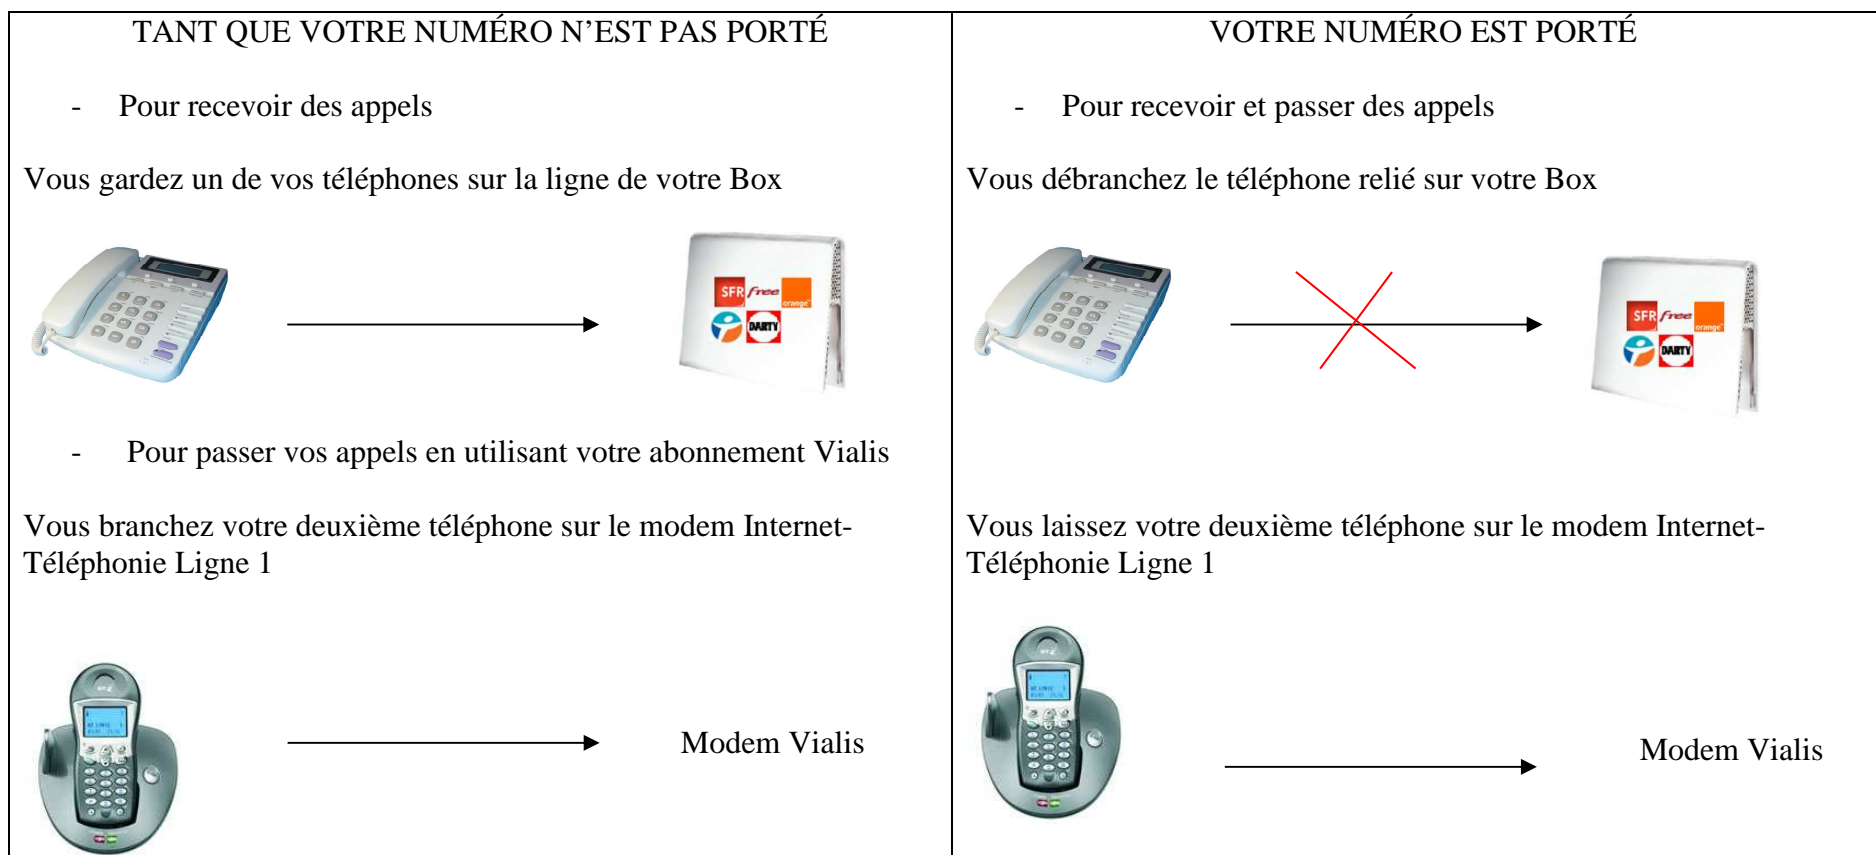 TANT QUE VOTRE NUMÉRO N’EST PAS PORTÉ
- Pour recevoir des appels
Vous gardez un de vos téléphones sur la ligne de votre Box
SFR free orange
DARTY
- Pour passer vos appels en utilisant votre abonnement Vialis
Vous branchez votre deuxième téléphone sur le modem Internet-
Téléphonie Ligne 1
Modem Vialis
VOTRE NUMÉRO EST PORTÉ
- Pour recevoir et passer des appels
Vous débranchez le téléphone relié sur votre Box
SFR free orange
DARTY
Vous laissez votre deuxième téléphone sur le modem Internet-
Téléphonie Ligne 1
Modem Vialis